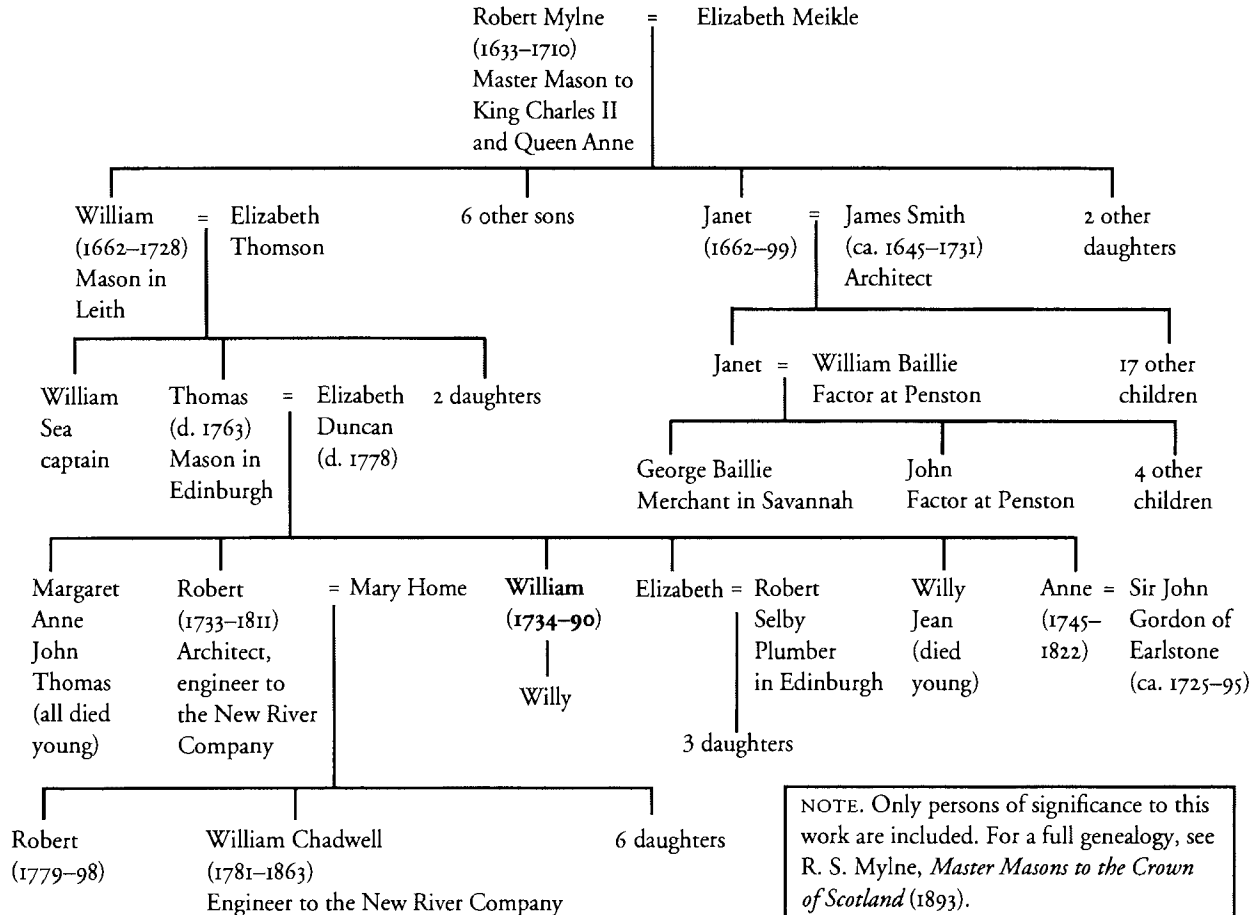 Robert Mylne = Elizabeth Meikle
(1633–1710)
Master Mason to
King Charles II
and Queen Anne
William = Elizabeth
(1662–1728) Thomson
Mason in
Leith
6 other sons
Janet = James Smith
(1662–99) (ca. 1645–1731)
Architect
2 other
daughters
William
Sea
captain
Thomas = Elizabeth
(d. 1763) Duncan
Mason in (d. 1778)
Edinburgh
2 daughters
Janet = William Baillie
Factor at Penston
17 other
children
George Baillie
Merchant in Savannah
John
Factor at Penston
4 other
children
Margaret
Anne
John
Thomas
(all died
young)
Robert = Mary Home
(1733–1811)
Architect,
engineer to
the New River
Company
William
(1734–90)
Willy
Elizabeth = Robert
Selby
Plumber
in Edinburgh
3 daughters
Willy
Jean
(died
young)
Anne = Sir John
(1745– Gordon of
1822) Earlstone
(ca. 1725–95)
Robert
(1779–98)
William Chadwell
(1781–1863)
Engineer to the New River Company
6 daughters
NOTE. Only persons of significance to this
work are included. For a full genealogy, see
R. S. Mylne, Master Masons to the Crown
of Scotland (1893).